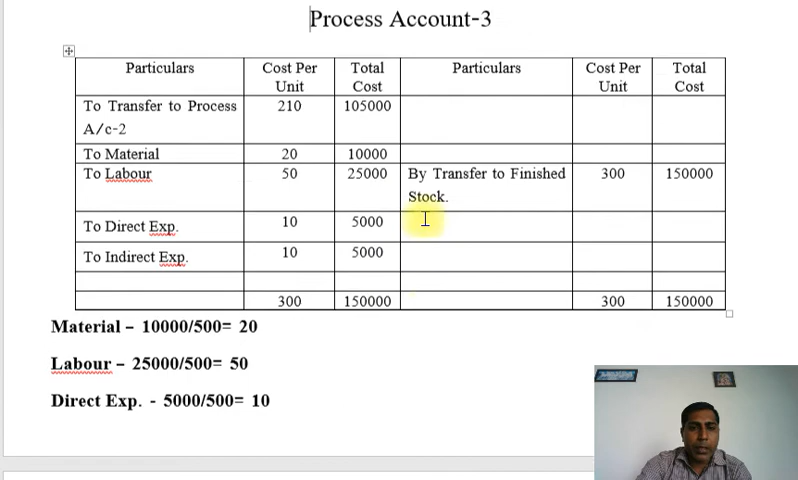 Process Account-3
Particulars Cost Per Unit Total Cost Particulars Cost Per Unit Total Cost
To Transfer to Process A/c-2 210 105000
To Material 20 10000
To Labour 50 25000 By Transfer to Finished Stock. 300 150000
To Direct Exp. 10 5000
To Indirect Exp. 10 5000
300 150000 300 150000
Material – 10000/500= 20
Labour – 25000/500= 50
Direct Exp. - 5000/500= 10